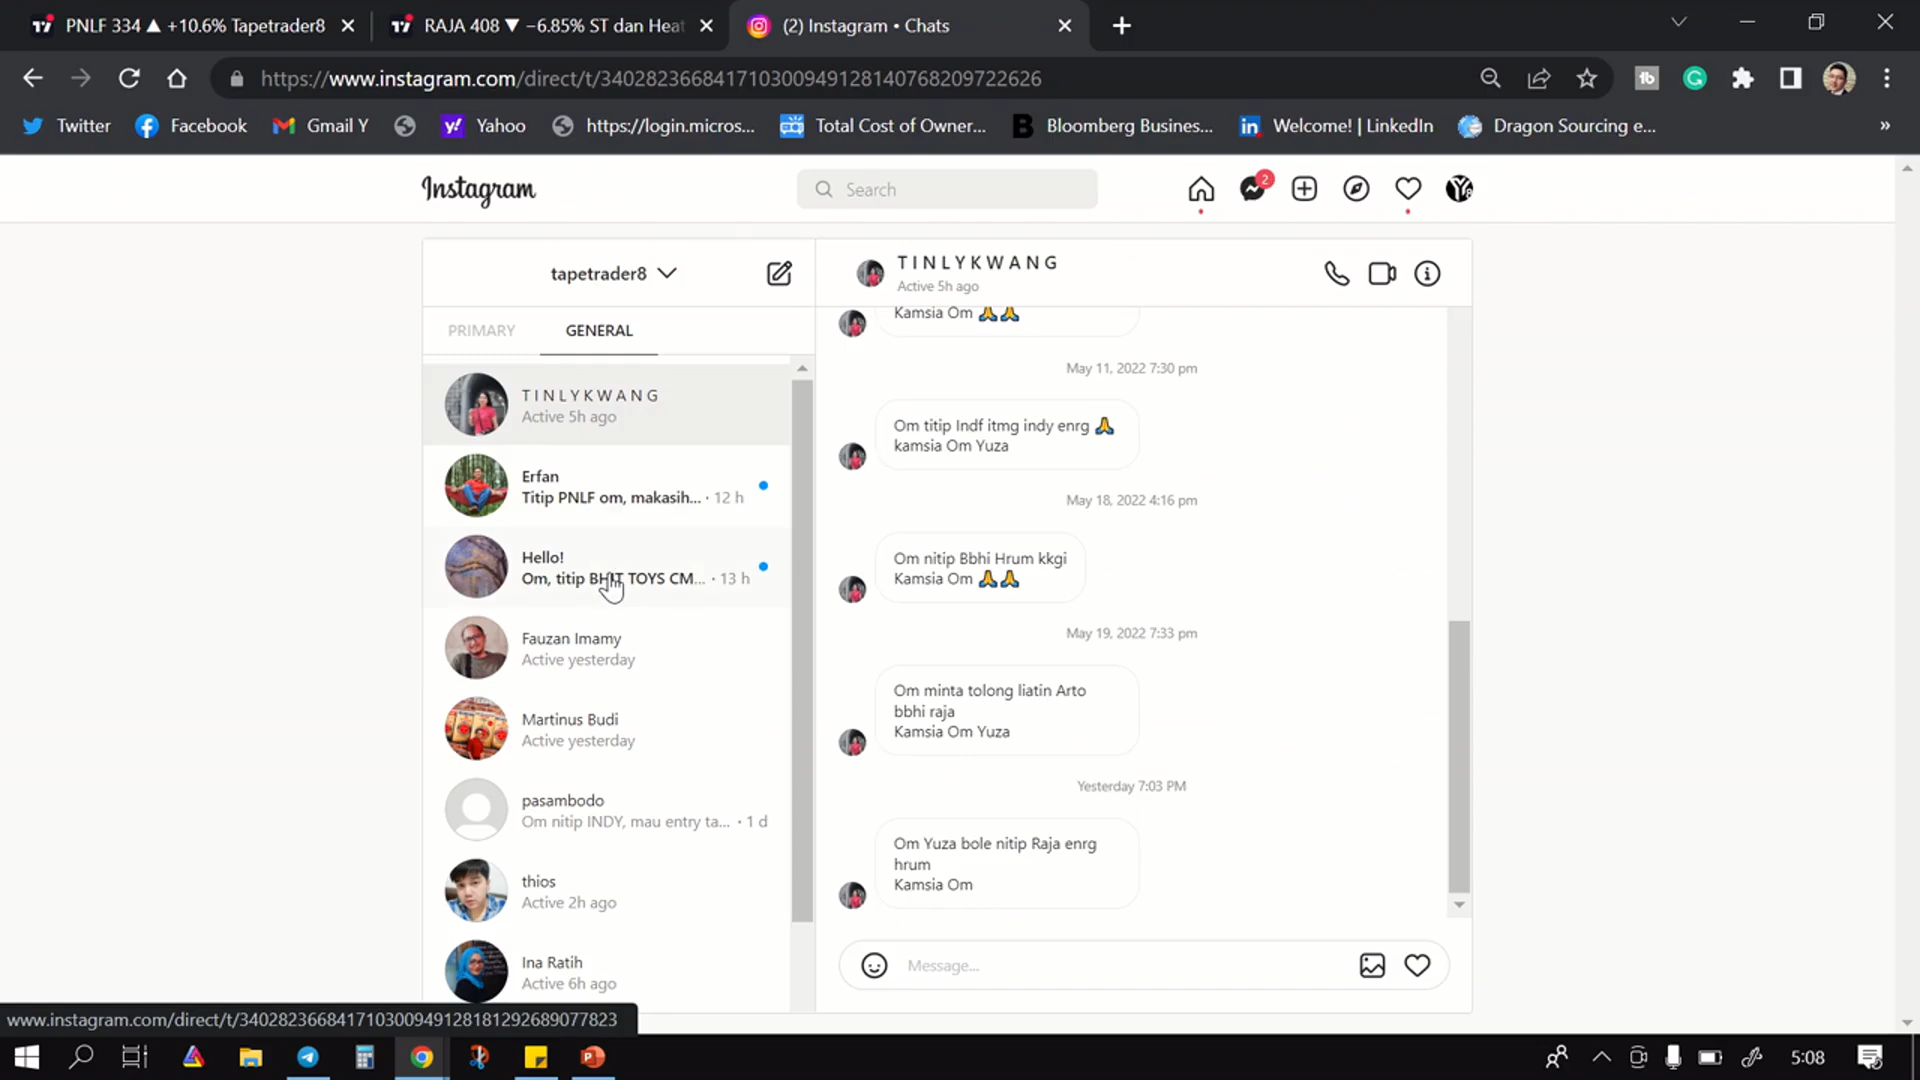 PNLF 334 ▲ +10.6% Tapetrader8
RAJA 408 ▼ −6.85% ST dan Heat
(2) Instagram • Chats
https://www.instagram.com/direct/t/340282366841710300949128140768209722626
Twitter
Facebook
Gmail Y
Yahoo
https://login.micros...
Total Cost of Owner...
Bloomberg Busines...
Welcome! | LinkedIn
Dragon Sourcing e...
»
Instagram
Search
2
tapetrader8
PRIMARY
GENERAL
T I N L Y K W A N G
Active 5h ago
Erfan
Titip PNLF om, makasih... · 12 h
Hello!
Om, titip BHIT TOYS CM... · 13 h
Fauzan Imamy
Active yesterday
Martinus Budi
Active yesterday
pasambodo
Om nitip INDY, mau entry ta... · 1 d
thios
Active 2h ago
Ina Ratih
Active 6h ago
T I N L Y K W A N G
Active 5h ago
Kamsia Om 🙏🙏
May 11, 2022 7:30 pm
Om titip Indf itmg indy enrg 🙏
kamsia Om Yuza
May 18, 2022 4:16 pm
Om nitip Bbhi Hrum kkgi
Kamsia Om 🙏🙏
May 19, 2022 7:33 pm
Om minta tolong liatin Arto
bbhi raja
Kamsia Om Yuza
Yesterday 7:03 PM
Om Yuza bole nitip Raja enrg
hrum
Kamsia Om
Message...
www.instagram.com/direct/t/340282366841710300949128181292689077823
5:08